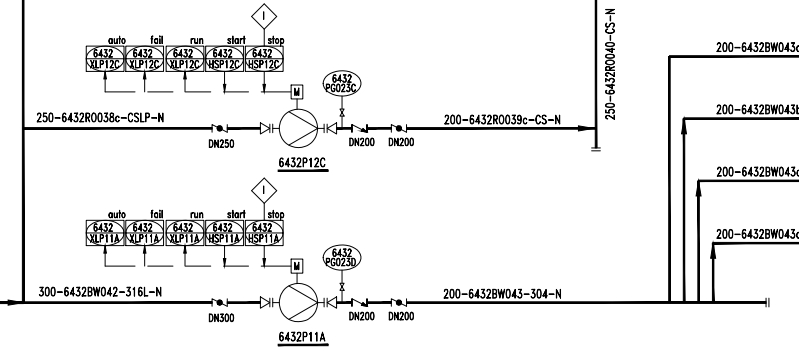 I
auto fail run start stop
6432 6432 6432 6432 6432
XLP12C XLP12C XLP12C HSP12C HSP12C
6432
PG023C
M
250-6432R0038c-CSLP-N
200-6432R0039c-CS-N
250-6432R0040-CS-N
DN250
DN200
DN200
6432P12C
200-6432BW043
200-6432BW043b
200-6432BW043
200-6432BW043
I
auto fail run start stop
6432 6432 6432 6432 6432
XLP11A XLP11A XLP11A HSP11A HSP11A
6432
PG023D
M
300-6432BW042-316L-N
200-6432BW043-304-N
DN300
DN200
DN200
6432P11A